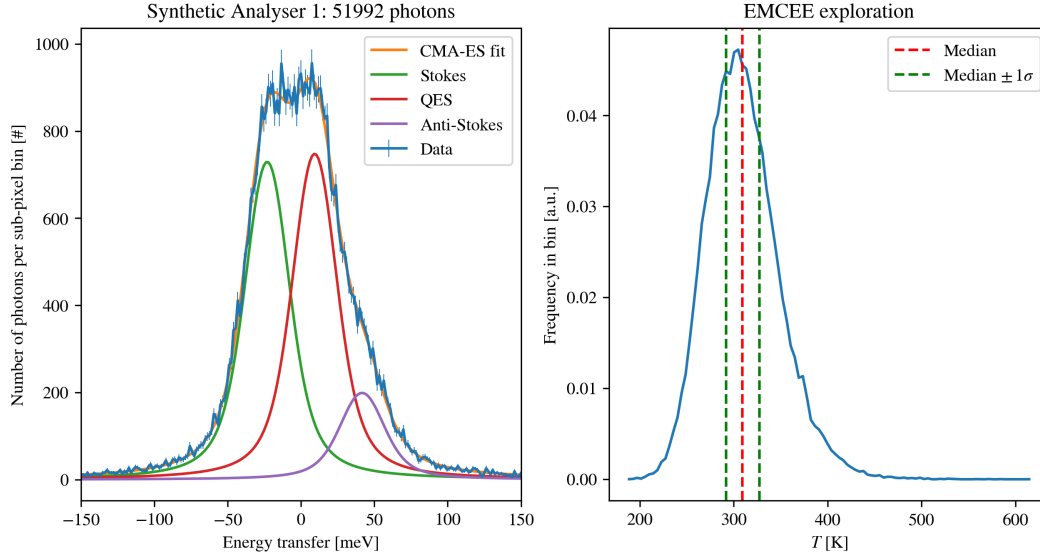 Synthetic Analyser 1: 51992 photons
Number of photons per sub-pixel bin [#]
1000
800
600
400
200
0
CMA-ES fit
Stokes
QES
Anti-Stokes
Data
−150
−100
−50
0
50
100
150
Energy transfer [meV]
EMCEE exploration
Frequency in bin [a.u.]
0.04
0.03
0.02
0.01
0.00
Median
Median ± 1σ
200
300
400
500
600
T [K]